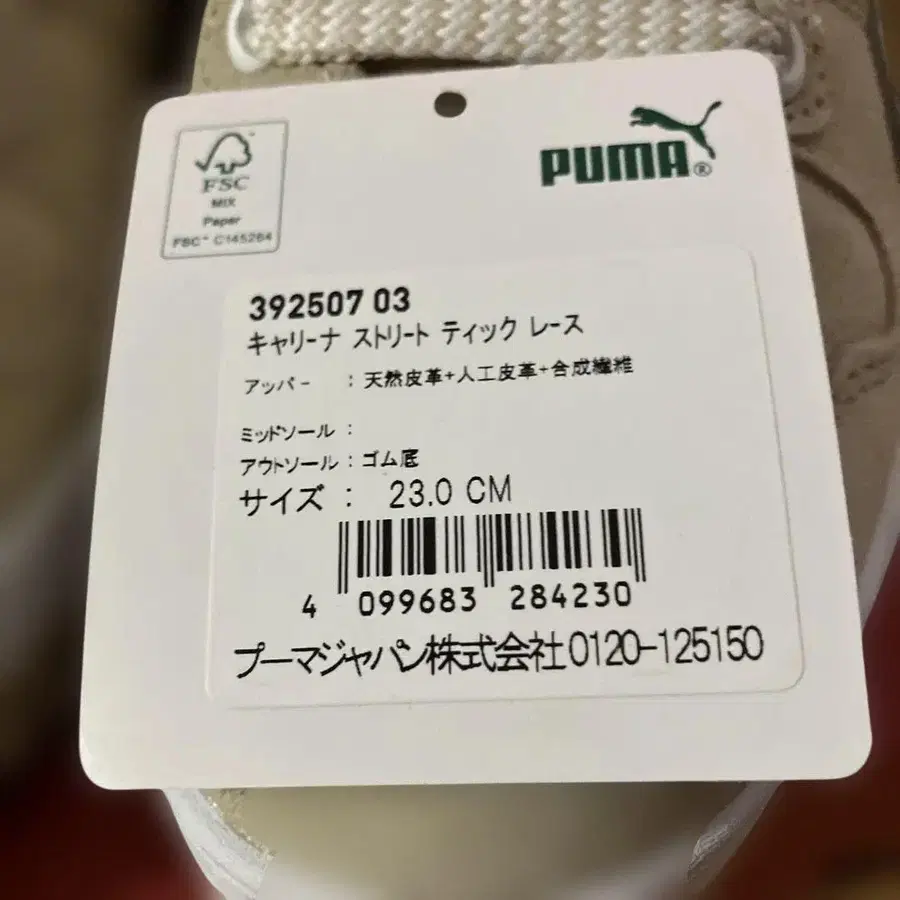 FSC
MIX
Paper
FSC™ C145264
PUMA®
392507 03
キャリーナ ストリート ティック レース
アッパー : 天然皮革+人工皮革+合成繊維
ミッドソール :
アウトソール : ゴム底
サイズ : 23.0 CM
4 099683 284230
プーマジャパン株式会社0120-125150